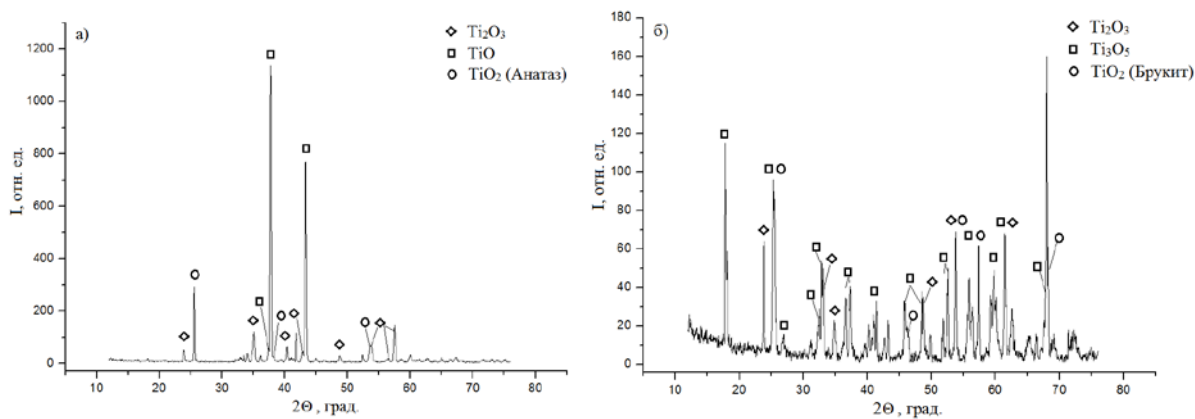 а)
Ti₂O₃
TiO
TiO₂ (Анатаз)
I, отн. ед.
1200
1000
800
600
400
200
0
10 20 30 40 50 60 70 80
2Θ , град.
б)
Ti₂O₃
Ti₃O₅
TiO₂ (Брукит)
I, отн. ед.
180
160
140
120
100
80
60
40
20
0
10 20 30 40 50 60 70 80
2Θ , град.